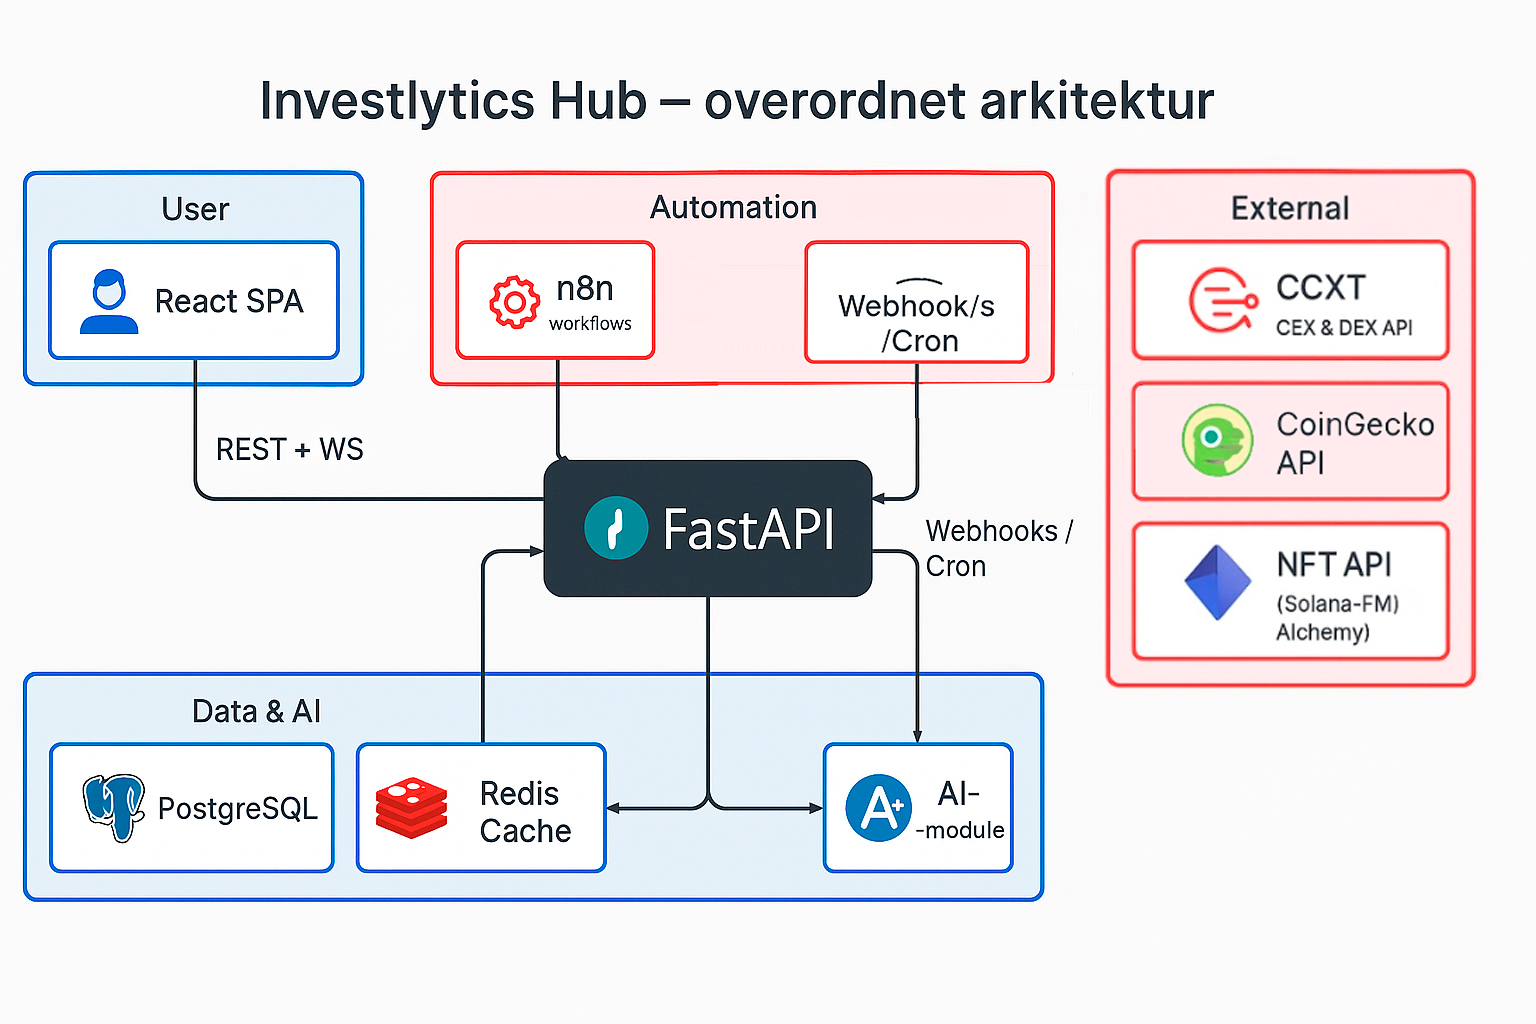 Investlytics Hub – overordnet arkitektur
User
React SPA
Automation
n8n
workflows
Webhook/s
/Cron
External
CCXT
CEX & DEX API
CoinGecko
API
NFT API
(Solana-FM)
Alchemy)
REST + WS
FastAPI
Webhooks /
Cron
Data & AI
PostgreSQL
Redis
Cache
A+
AI-
-module